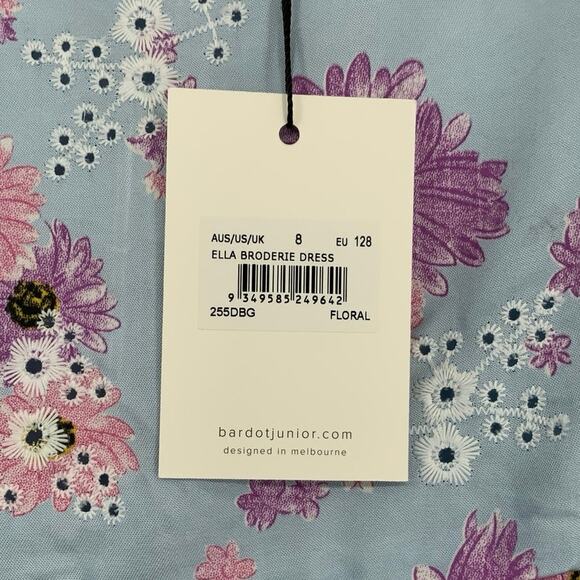 AUS/US/UK 8 EU 128
ELLA BRODERIE DRESS
9 349585 249642
255DBG FLORAL
bardotjunior.com
designed in melbourne